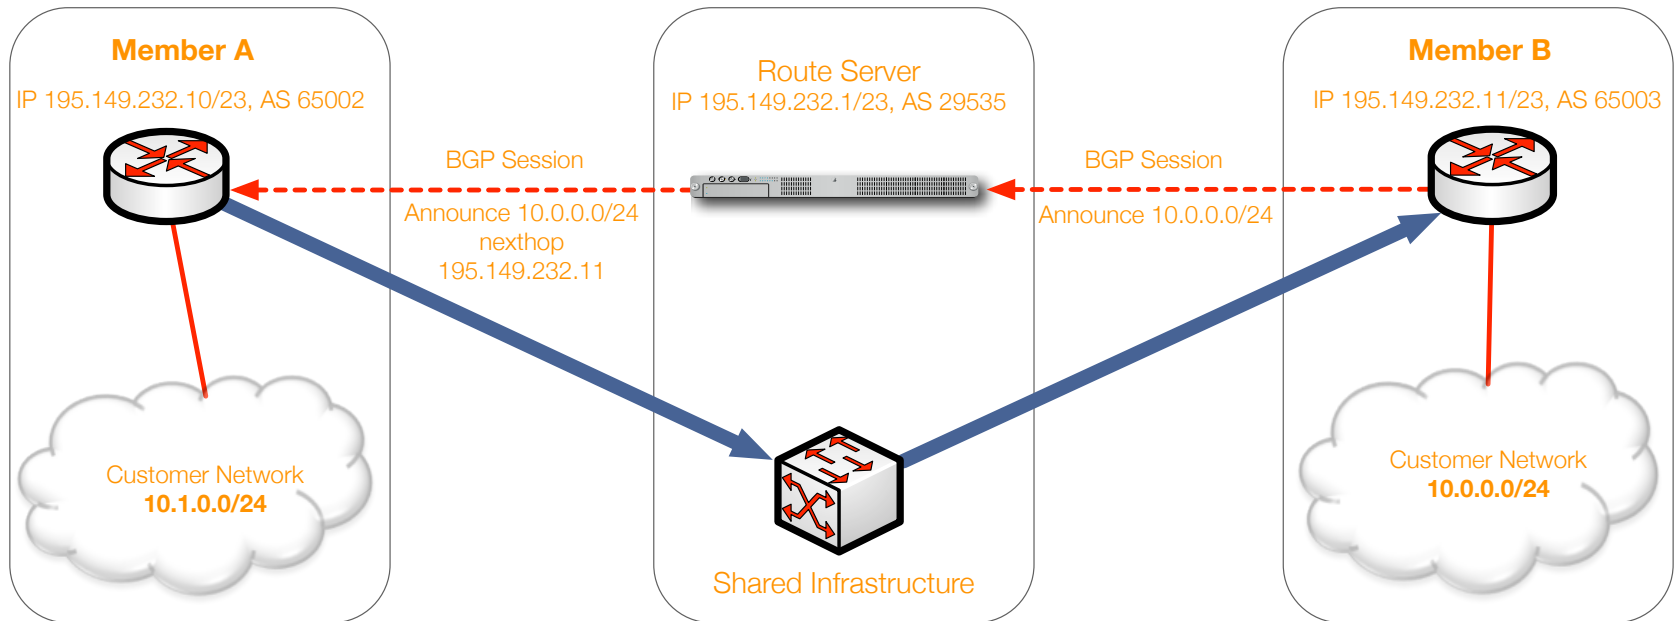 Member A
IP 195.149.232.10/23, AS 65002
Route Server
IP 195.149.232.1/23, AS 29535
Member B
IP 195.149.232.11/23, AS 65003
BGP Session
Announce 10.0.0.0/24
nexthop
195.149.232.11
BGP Session
Announce 10.0.0.0/24
Customer Network
10.1.0.0/24
Customer Network
10.0.0.0/24
Shared Infrastructure